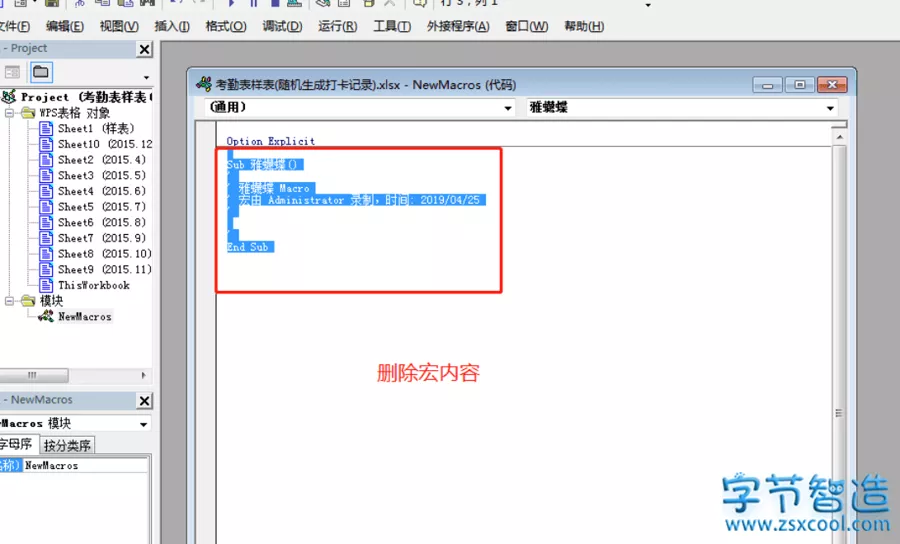 行 5, 列 1
文件(F) 编辑(E) 视图(V) 插入(I) 格式(O) 调试(D) 运行(R) 工具(T) 外接程序(A) 窗口(W) 帮助(H)
- Project
Project (考勤表样表(
WPS表格 对象
Sheet1 (样表)
Sheet10 (2015.12
Sheet2 (2015.4)
Sheet3 (2015.5)
Sheet4 (2015.6)
Sheet5 (2015.7)
Sheet6 (2015.8)
Sheet7 (2015.9)
Sheet8 (2015.10)
Sheet9 (2015.11)
ThisWorkbook
模块
NewMacros
- NewMacros
Macros 模块
字母序 按分类序
名称) NewMacros
考勤表样表(随机生成打卡记录).xlsx - NewMacros (代码)
(通用) 雅蠛蝶
Option Explicit
Sub 雅蠛蝶()
'
' 雅蠛蝶 Macro
' 宏由 Administrator 录制，时间: 2019/04/25
'
'
End Sub
删除宏内容
字节智造
www.zsxcool.com